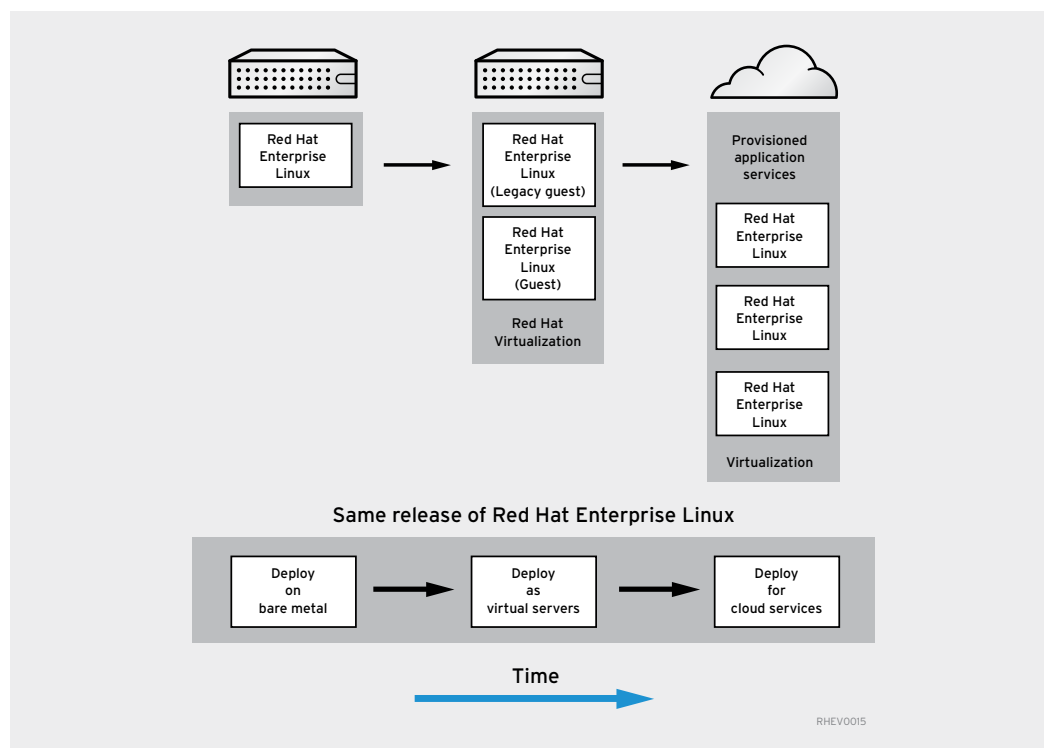 Red Hat
Enterprise
Linux
Red Hat
Enterprise
Linux
(Legacy guest)
Red Hat
Enterprise
Linux
(Guest)
Red Hat
Virtualization
Provisioned
application
services
Red Hat
Enterprise
Linux
Red Hat
Enterprise
Linux
Red Hat
Enterprise
Linux
Virtualization
Same release of Red Hat Enterprise Linux
Deploy
on
bare metal
Deploy
as
virtual servers
Deploy
for
cloud services
Time
RHEV0015